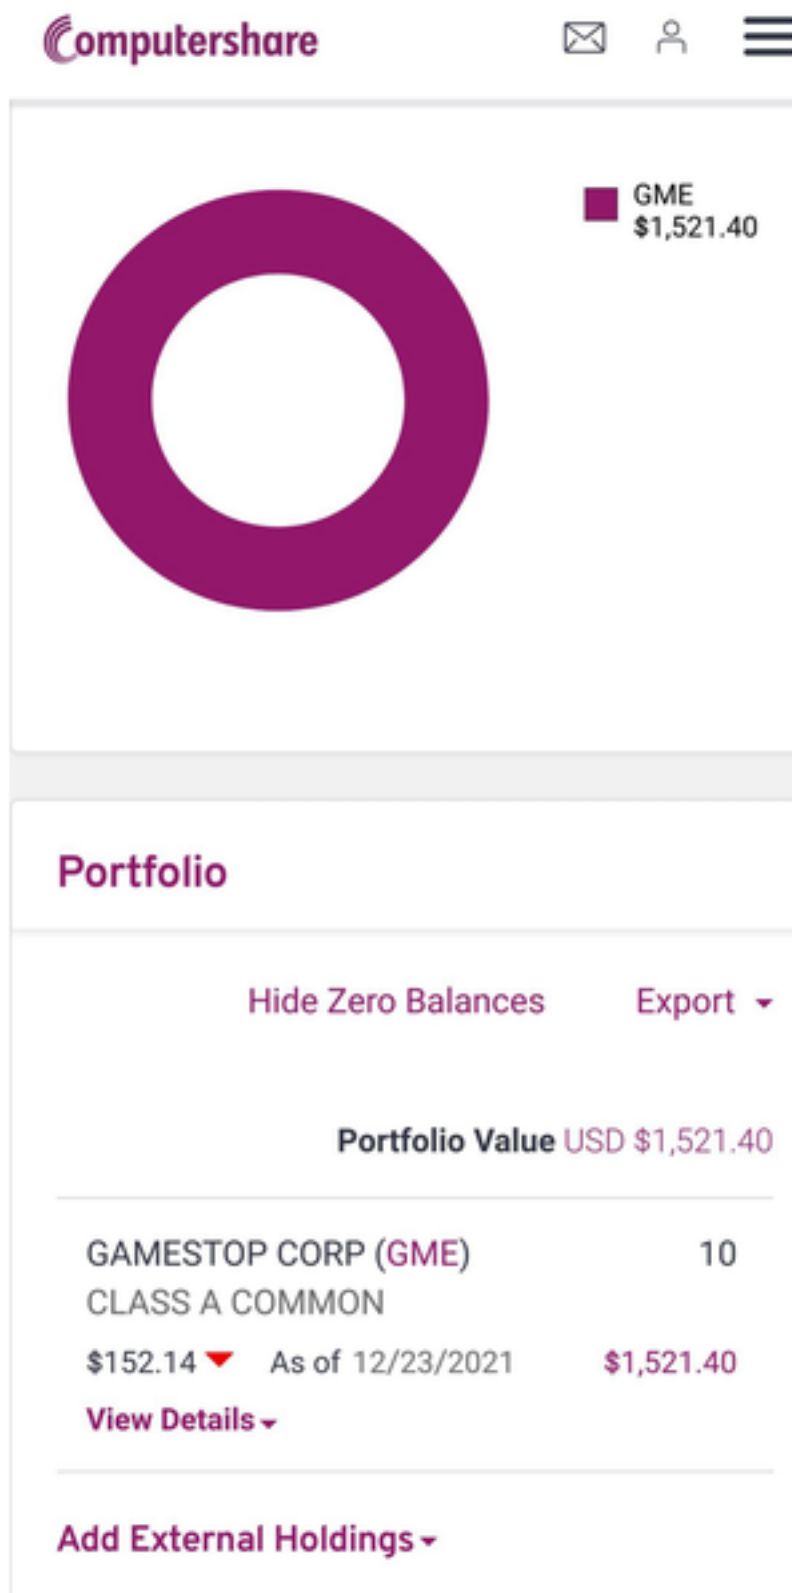 Computershare
GME
$1,521.40
Portfolio
Hide Zero Balances Export
Portfolio Value USD $1,521.40
GAMESTOP CORP (GME) 10
CLASS A COMMON
$152.14 As of 12/23/2021 $1,521.40
View Details
Add External Holdings